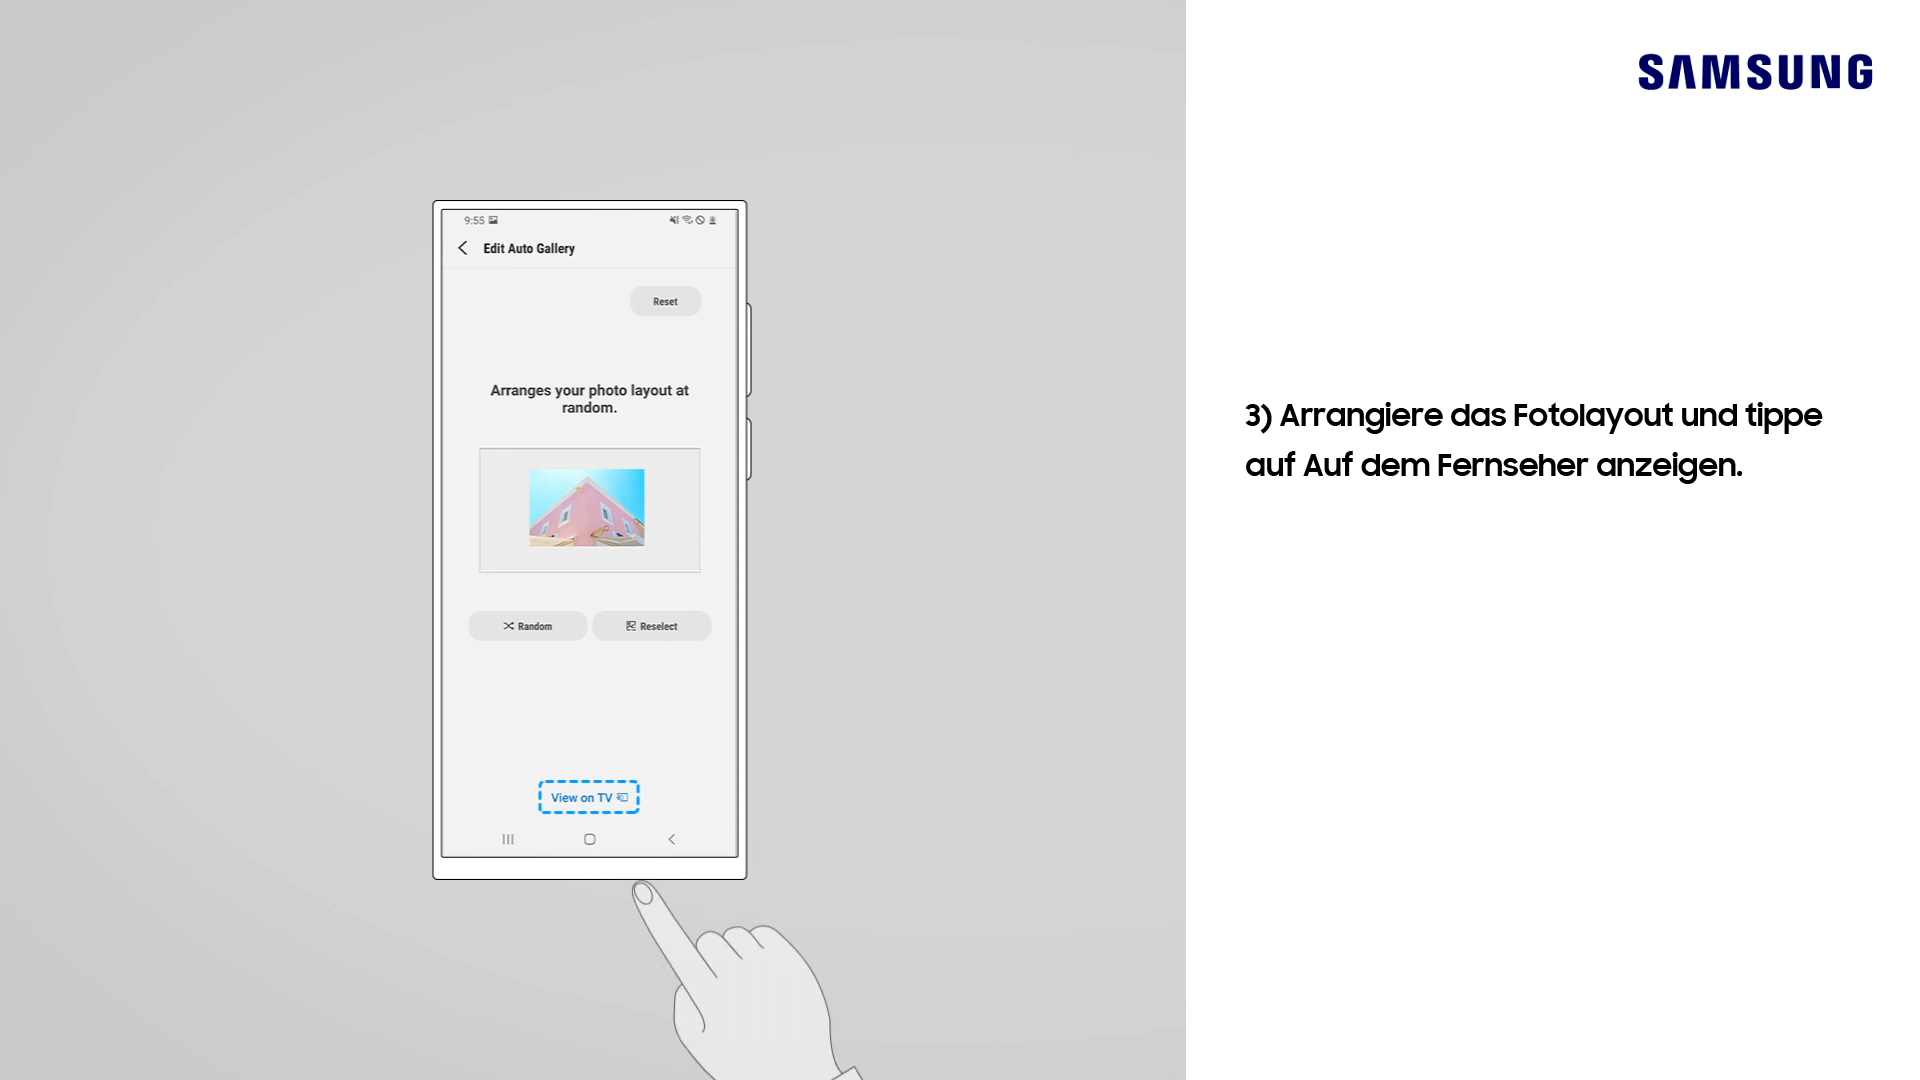 SAMSUNG
9:55
Edit Auto Gallery
Reset
Arranges your photo layout at
random.
Random
Reselect
View on TV
3) Arrangiere das Fotolayout und tippe
auf Auf dem Fernseher anzeigen.